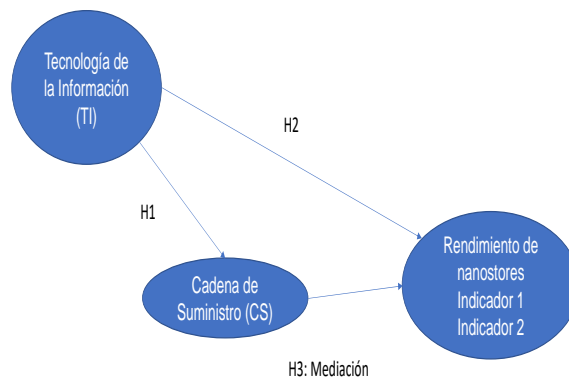 Tecnología de
la Información
(TI)
H2
H1
Rendimiento de
nanostores
Indicador 1
Indicador 2
Cadena de
Suministro (CS)
H3: Mediación